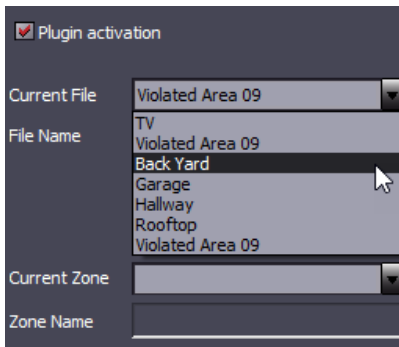 Plugin activation
Current File
Violated Area 09
File Name
TV
Violated Area 09
Back Yard
Garage
Hallway
Rooftop
Violated Area 09
Current Zone
Zone Name